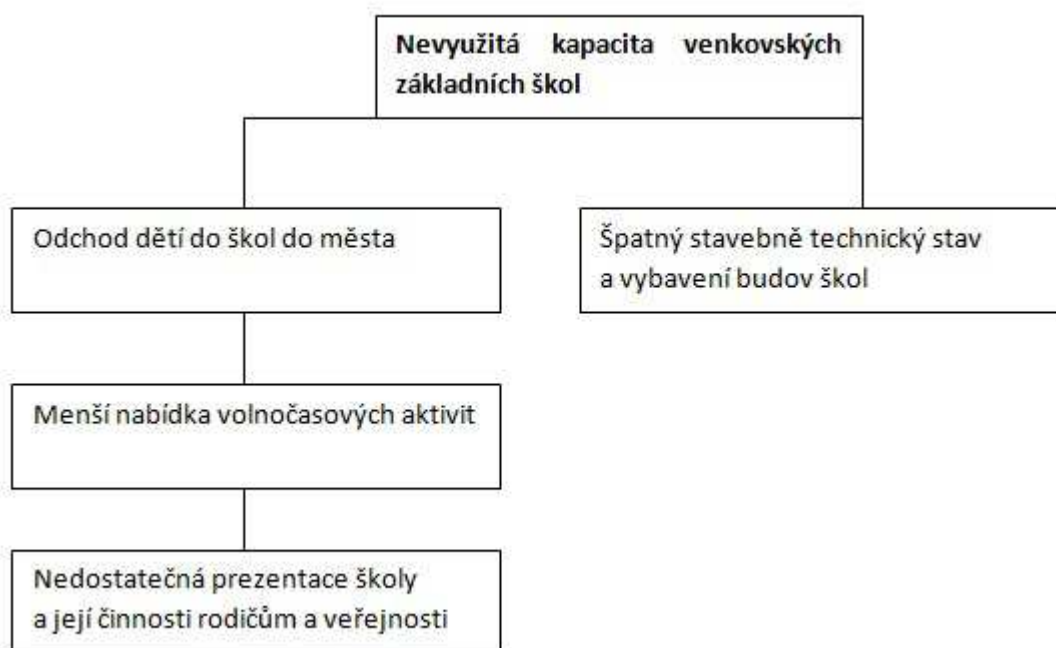 Nevyužitá kapacita venkovských
základních škol
Odchod dětí do škol do města
Špatný stavebně technický stav
a vybavení budov škol
Menší nabídka volnočasových aktivit
Nedostatečná prezentace školy
a její činnosti rodičům a veřejnosti